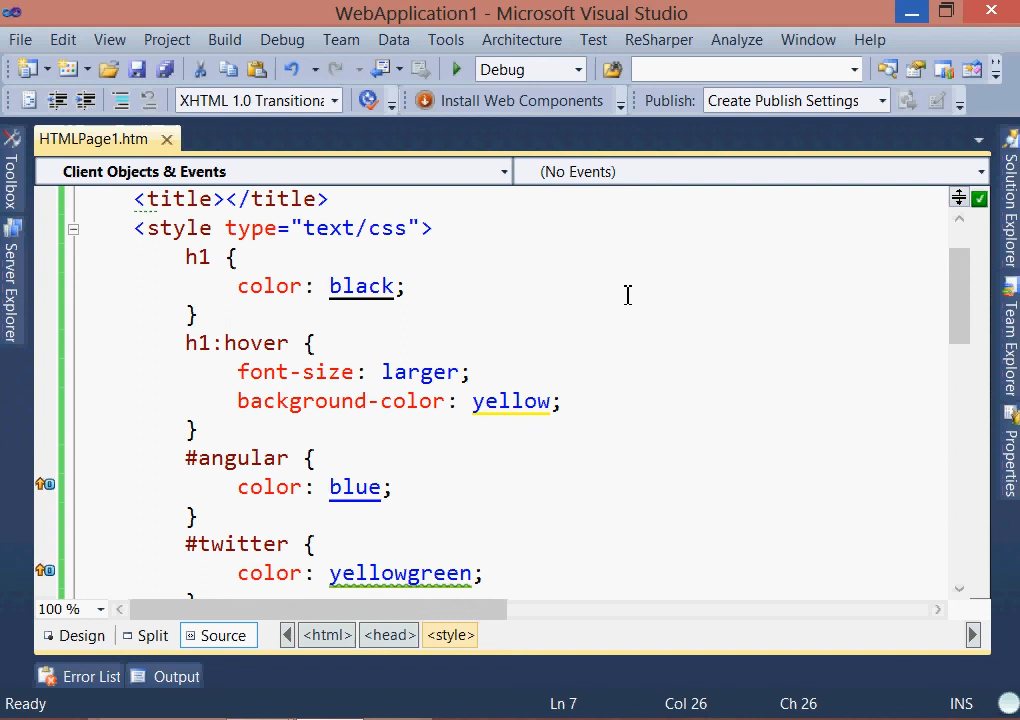 WebApplication1 - Microsoft Visual Studio
File Edit View Project Build Debug Team Data Tools Architecture Test ReSharper Analyze Window Help
Debug
XHTML 1.0 Transitiona Install Web Components Publish: Create Publish Settings
HTMLPage1.htm
Client Objects & Events (No Events)
Toolbox
Server Explorer
<title></title>
<style type="text/css">
h1 {
color: black;
}
h1:hover {
font-size: larger;
background-color: yellow;
}
#angular {
color: blue;
}
#twitter {
color: yellowgreen;
Solution Explorer
Team Explorer
Properties
100 %
Design Split Source <html> <head> <style>
Error List Output
Ready Ln 7 Col 26 Ch 26 INS